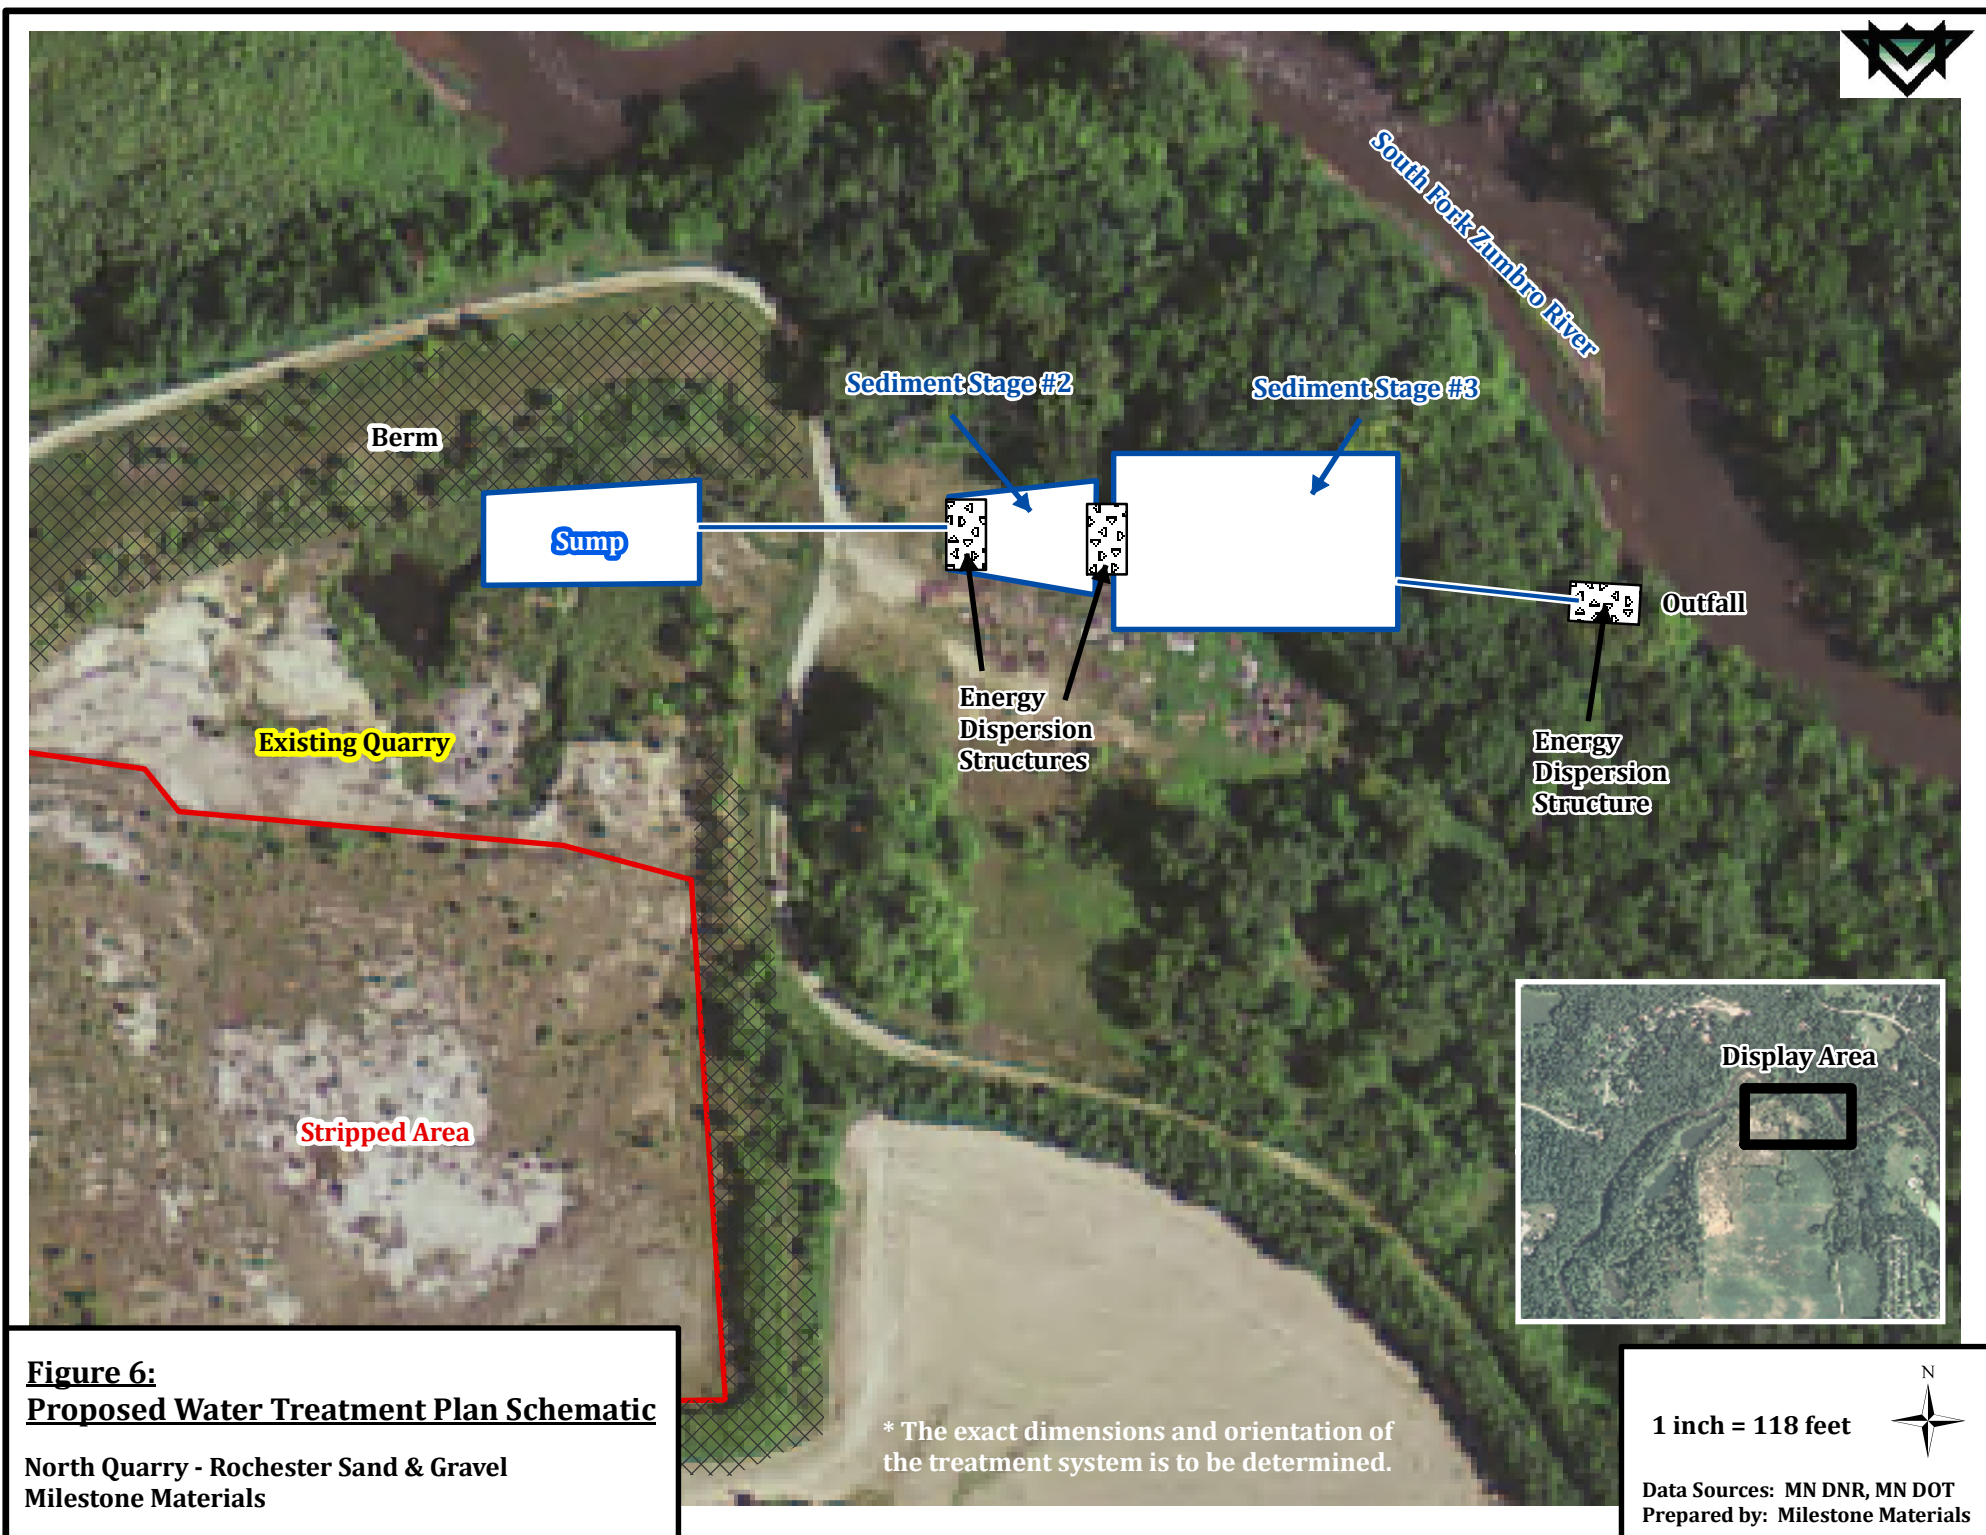 South Fork Zumbro River
Sediment Stage #2
Sediment Stage #3
Berm
Sump
Outfall
Energy
Dispersion
Structures
Energy
Dispersion
Structure
Existing Quarry
Stripped Area
Display Area
Figure 6:
Proposed Water Treatment Plan Schematic
North Quarry - Rochester Sand & Gravel
Milestone Materials
* The exact dimensions and orientation of
the treatment system is to be determined.
N
1 inch = 118 feet
Data Sources:  MN DNR, MN DOT
Prepared by:  Milestone Materials